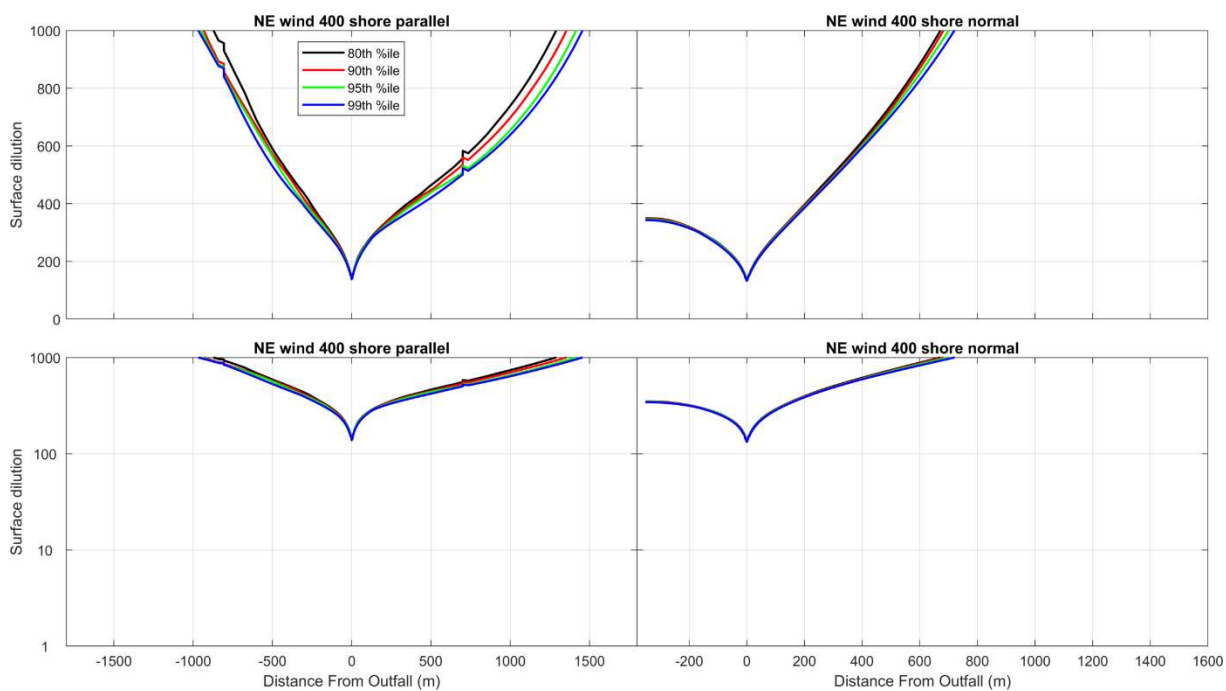 NE wind 400 shore parallel
NE wind 400 shore normal
1000
800
600
400
200
0
Surface dilution
80th %ile
90th %ile
95th %ile
99th %ile
NE wind 400 shore parallel
NE wind 400 shore normal
1000
100
10
1
Surface dilution
-1500 -1000 -500 0 500 1000 1500
-200 0 200 400 600 800 1000 1200 1400 1600
Distance From Outfall (m)
Distance From Outfall (m)